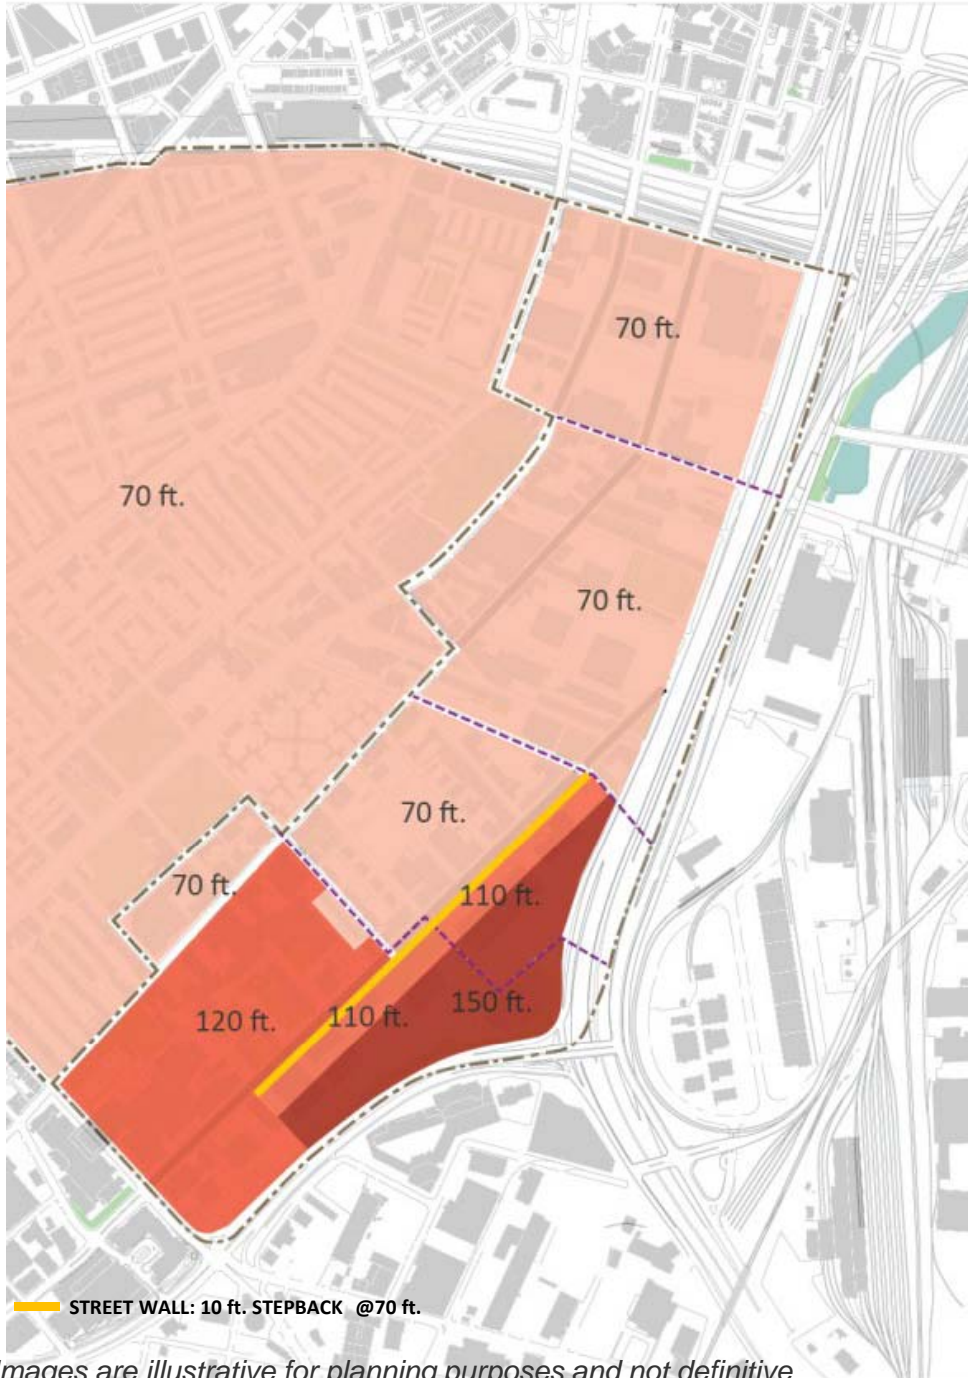 70 ft.
70 ft.
70 ft.
70 ft.
70 ft.
110 ft.
150 ft.
120 ft.
110 ft.
STREET WALL: 10 ft. STEPBACK @70 ft.
Images are illustrative for planning purposes and not definitive